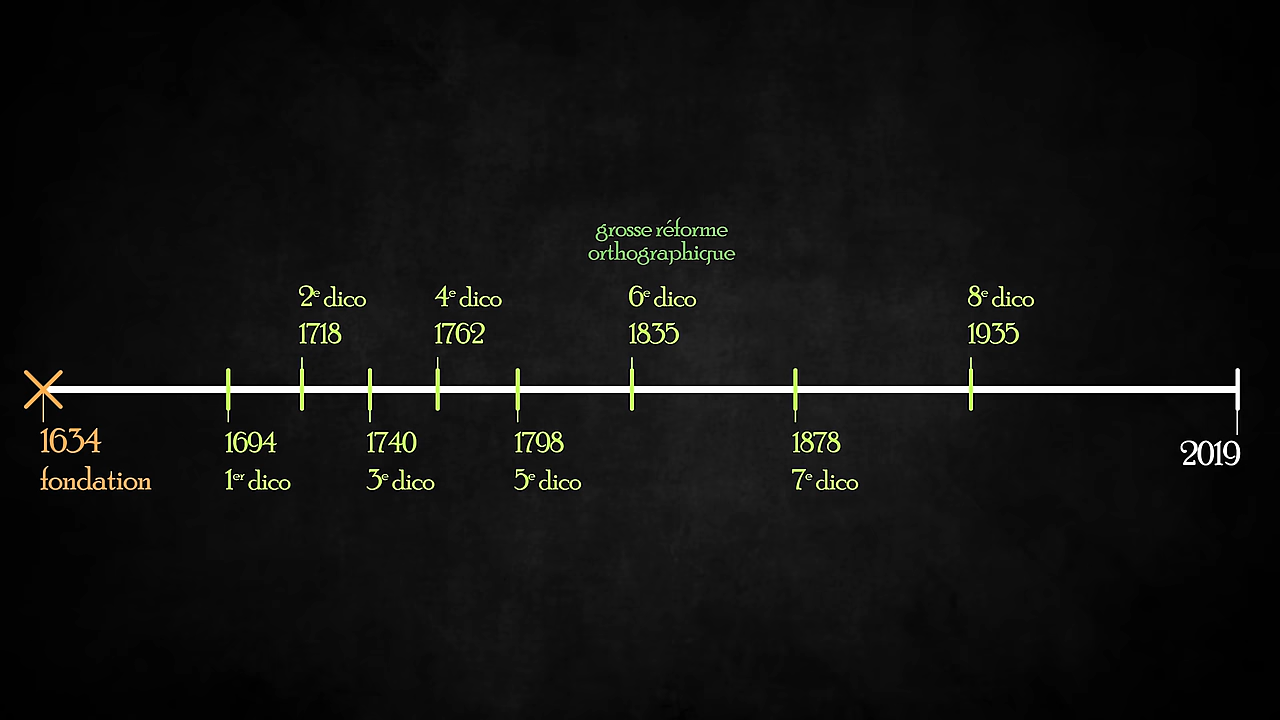 grosse réforme
orthographique
2e dico
1718
4e dico
1762
6e dico
1835
8e dico
1935
1634
fondation
1694
1er dico
1740
3e dico
1798
5e dico
1878
7e dico
2019